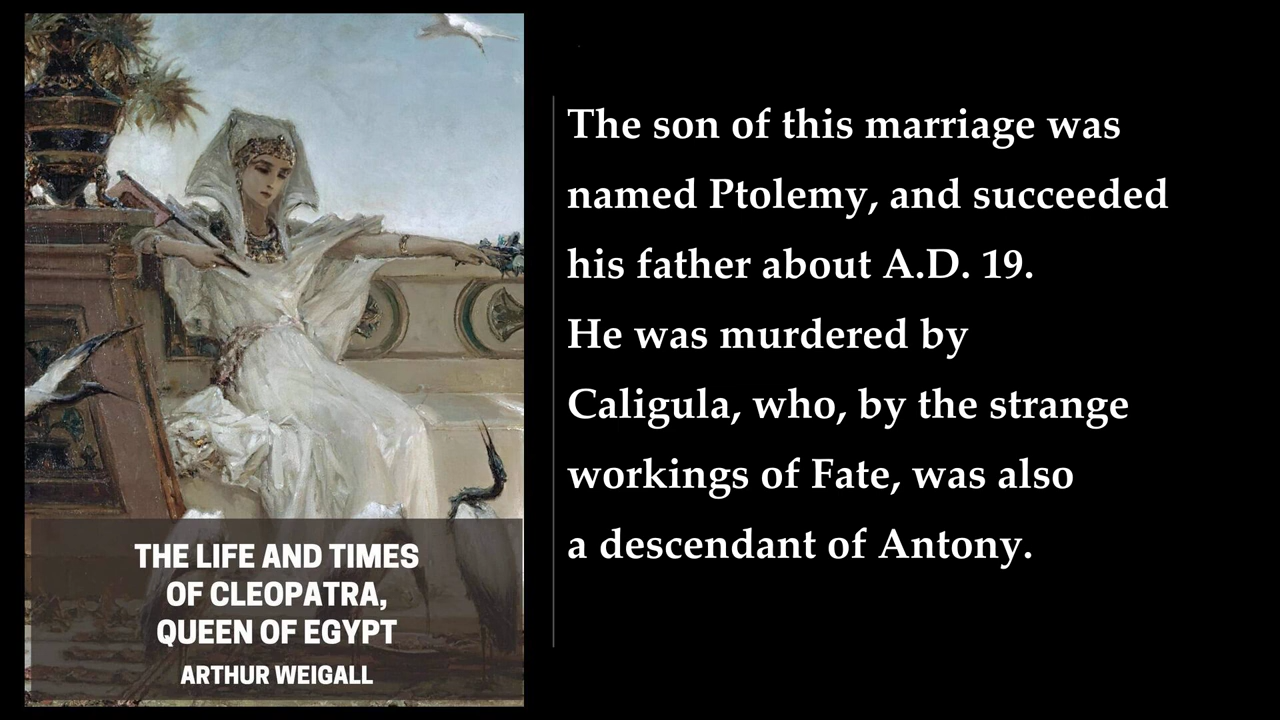 THE LIFE AND TIMES
OF CLEOPATRA,
QUEEN OF EGYPT
ARTHUR WEIGALL
The son of this marriage was
named Ptolemy, and succeeded
his father about A.D. 19.
He was murdered by
Caligula, who, by the strange
workings of Fate, was also
a descendant of Antony.